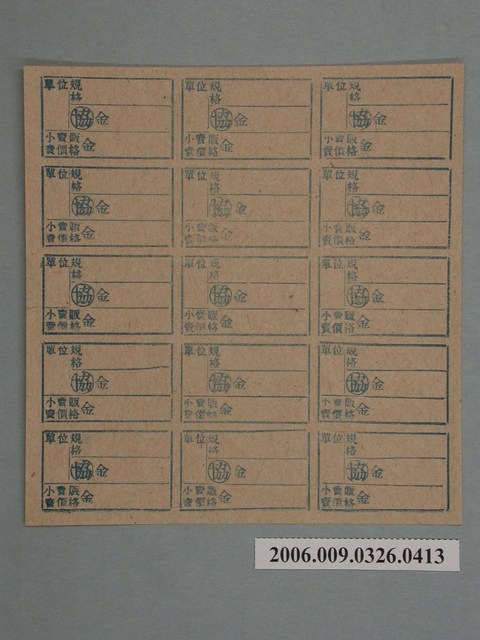 單位規 單位規 單位規
格 格 格
協金 協金 協金
小賣販 小賣販 小賣販
賣價格金 賣價格金 賣價格金
單位規 單位規 單位規
格 格 格
協金 協金 協金
小賣販 小賣販 小賣販
賣價格金 賣價格金 賣價格金
單位規 單位規 單位規
格 格 格
協金 協金 協金
小賣販 小賣販 小賣販
賣價格金 賣價格金 賣價格金
單位規 單位規 單位規
格 格 格
協金 協金 協金
小賣販 小賣販 小賣販
賣價格金 賣價格金 賣價格金
單位規 單位規 單位規
格 格 格
協金 協金 協金
小賣販 小賣販 小賣販
賣價格金 賣價格金 賣價格金
2006.009.0326.0413